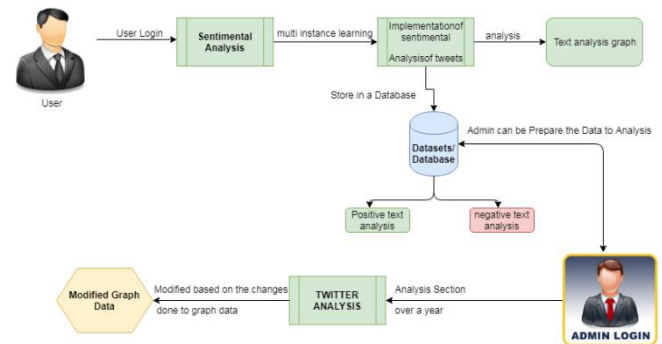 User Login
Sentimental
Analysis
multi instance learning
Implementationof
sentimental
Analysisof tweets
analysis
Text analysis graph
User
Store in a Database
Admin can be Prepare the Data to Analysis
Datasets/
Database
Positive text
analysis
negative text
analysis
Modified Graph
Data
Modified based on the changes
done to graph data
TWITTER
ANALYSIS
Analysis Section
over a year
ADMIN LOGIN